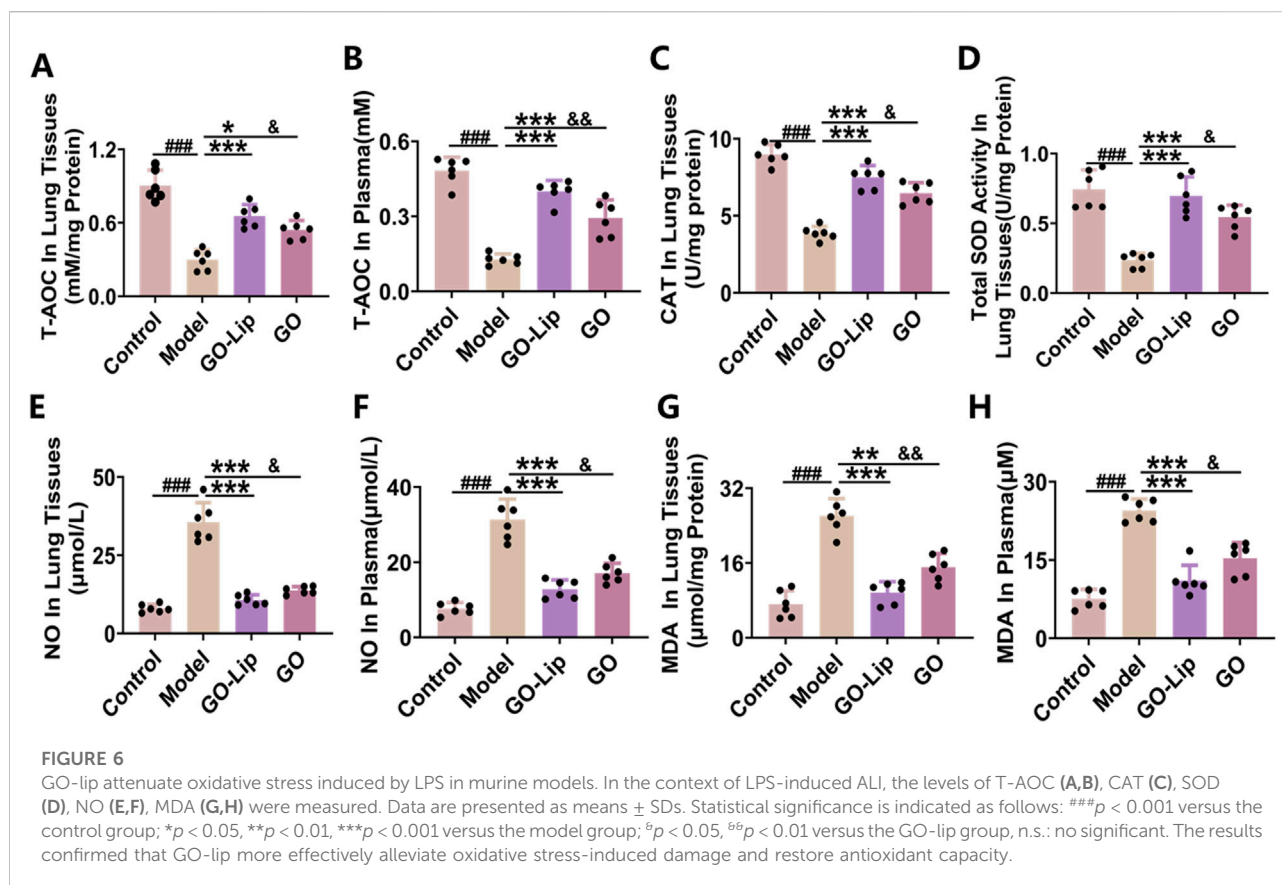 A
T-AOC In Lung Tissues
(mM/mg Protein)
1.2
0.6
0.0
###
*
&
***
Control
Model
GO-Lip
GO
B
T-AOC In Plasma(mM)
0.6
0.3
0.0
###
***
&&
***
Control
Model
GO-Lip
GO
C
CAT In Lung Tissues
(U/mg protein)
10
5
0
###
***
&
***
Control
Model
GO-Lip
GO
D
Total SOD Activity In
Lung Tissues(U/mg Protein)
1.0
0.5
0.0
###
***
&
***
Control
Model
GO-Lip
GO
E
NO In Lung Tissues
(μmol/L)
50
25
0
###
***
&
***
Control
Model
GO-Lip
GO
F
NO In Plasma(μmol/L)
40
20
0
###
***
&
***
Control
Model
GO-Lip
GO
G
MDA In Lung Tissues
(μmol/mg Protein)
32
16
0
###
**
&&
***
Control
Model
GO-Lip
GO
H
MDA In Plasma(μM)
30
15
0
###
***
&
***
Control
Model
GO-Lip
GO
FIGURE 6
GO-lip attenuate oxidative stress induced by LPS in murine models. In the context of LPS-induced ALI, the levels of T-AOC (A,B), CAT (C), SOD
(D), NO (E,F), MDA (G,H) were measured. Data are presented as means ± SDs. Statistical significance is indicated as follows: ###p < 0.001 versus the
control group; *p < 0.05, **p < 0.01, ***p < 0.001 versus the model group; &p < 0.05, &&p < 0.01 versus the GO-lip group, n.s.: no significant. The results
confirmed that GO-lip more effectively alleviate oxidative stress-induced damage and restore antioxidant capacity.